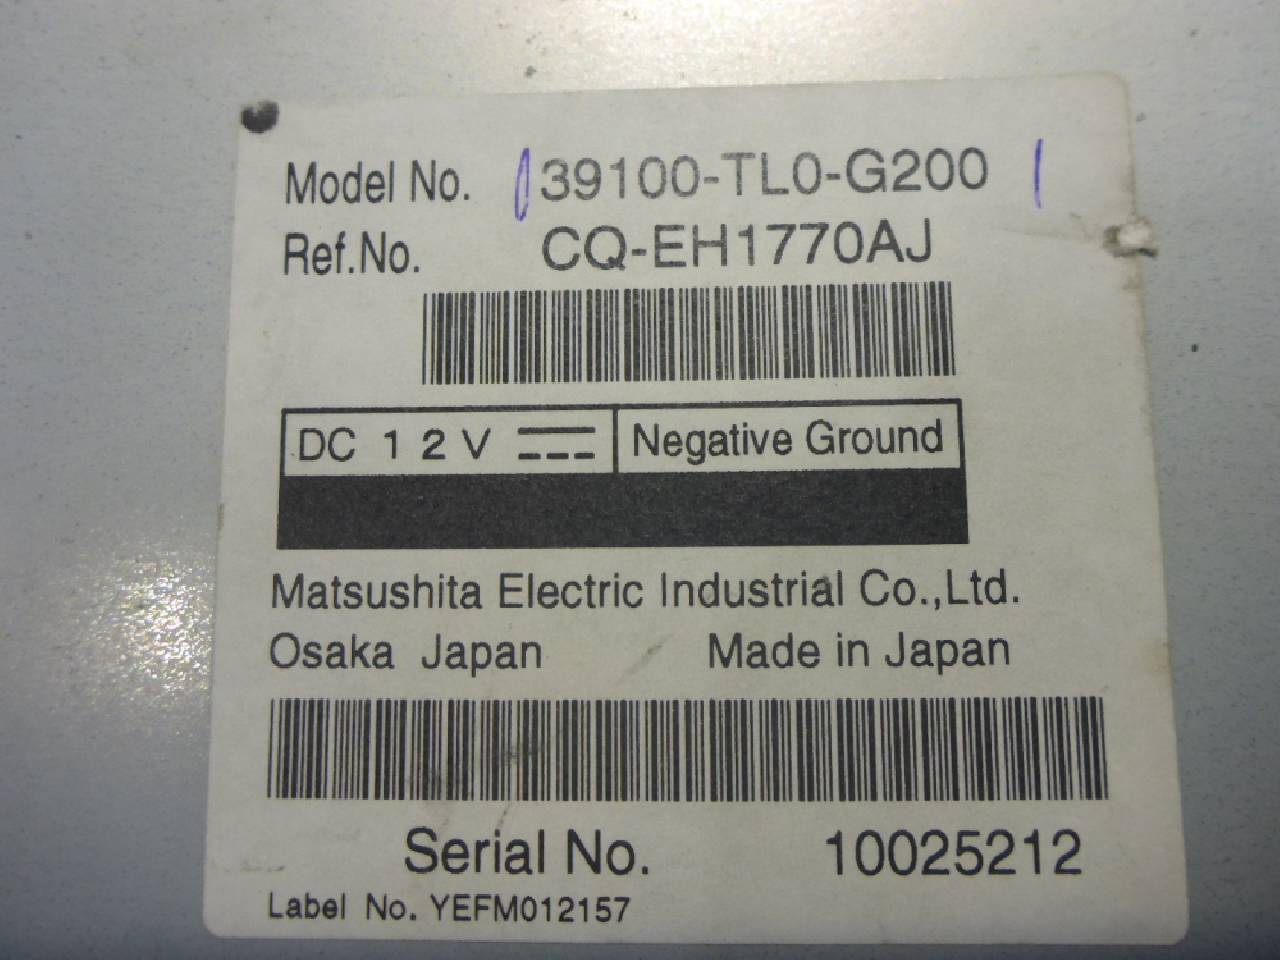 Model No. 39100-TL0-G200
Ref.No. CQ-EH1770AJ
DC 12V Negative Ground
Matsushita Electric Industrial Co.,Ltd.
Osaka Japan Made in Japan
Serial No. 10025212
Label No. YEFM012157